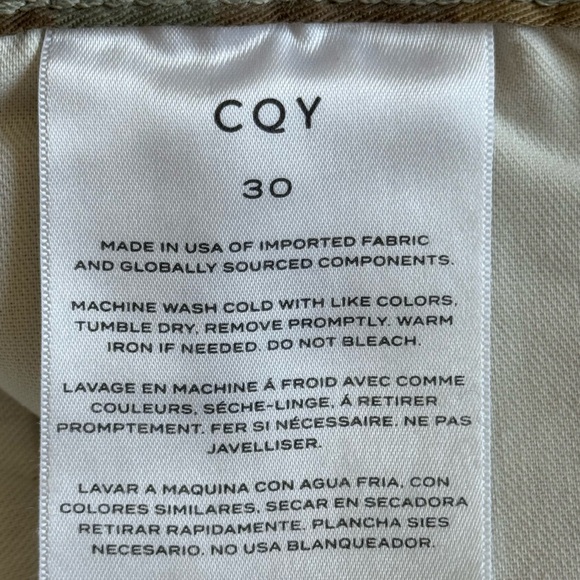 CQY
30
MADE IN USA OF IMPORTED FABRIC
AND GLOBALLY SOURCED COMPONENTS.
MACHINE WASH COLD WITH LIKE COLORS.
TUMBLE DRY, REMOVE PROMPTLY. WARM
IRON IF NEEDED. DO NOT BLEACH.
LAVAGE EN MACHINE Á FROID AVEC COMME
COULEURS, SÉCHE-LINGE, Á RETIRER
PROMPTEMENT. FER SI NÉCESSAIRE. NE PAS
JAVELLISER.
LAVAR A MAQUINA CON AGUA FRIA, CON
COLORES SIMILARES, SECAR EN SECADORA
RETIRAR RAPIDAMENTE. PLANCHA SIES
NECESARIO. NO USA BLANQUEADOR.